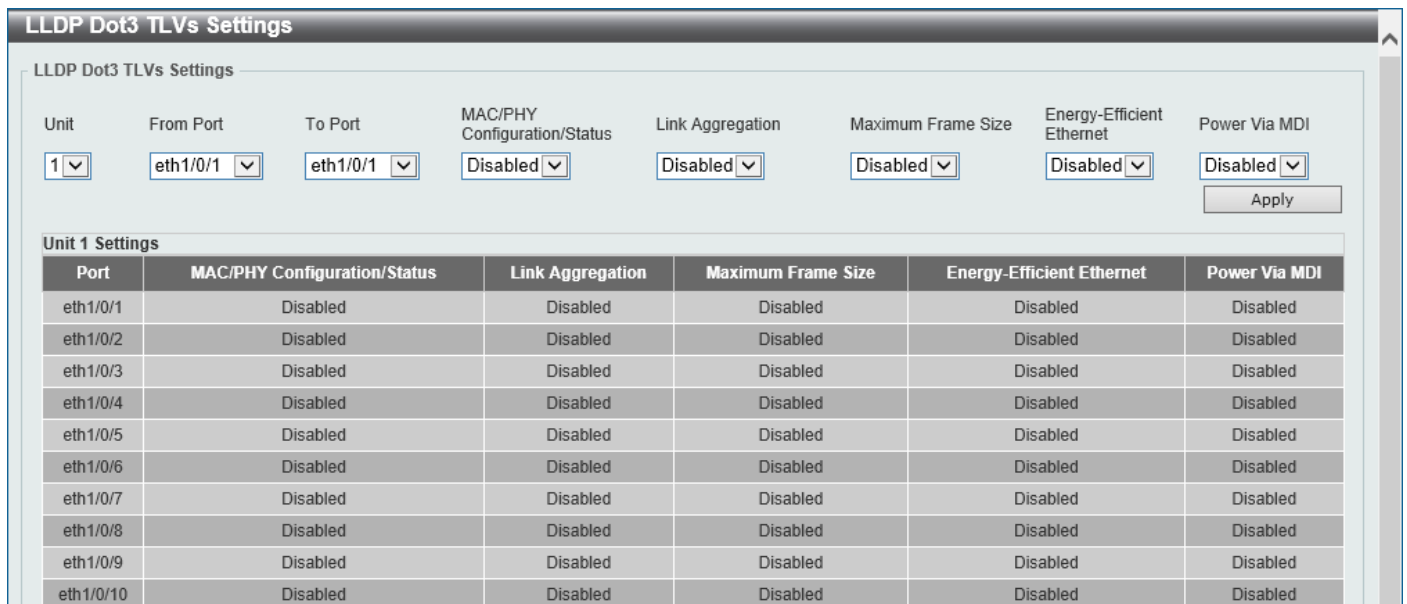 LLDP Dot3 TLVs Settings
LLDP Dot3 TLVs Settings
Unit From Port To Port MAC/PHY Configuration/Status Link Aggregation Maximum Frame Size Energy-Efficient Ethernet Power Via MDI
1 eth1/0/1 eth1/0/1 Disabled Disabled Disabled Disabled Disabled
Apply
Unit 1 Settings
Port MAC/PHY Configuration/Status Link Aggregation Maximum Frame Size Energy-Efficient Ethernet Power Via MDI
eth1/0/1 Disabled Disabled Disabled Disabled Disabled
eth1/0/2 Disabled Disabled Disabled Disabled Disabled
eth1/0/3 Disabled Disabled Disabled Disabled Disabled
eth1/0/4 Disabled Disabled Disabled Disabled Disabled
eth1/0/5 Disabled Disabled Disabled Disabled Disabled
eth1/0/6 Disabled Disabled Disabled Disabled Disabled
eth1/0/7 Disabled Disabled Disabled Disabled Disabled
eth1/0/8 Disabled Disabled Disabled Disabled Disabled
eth1/0/9 Disabled Disabled Disabled Disabled Disabled
eth1/0/10 Disabled Disabled Disabled Disabled Disabled